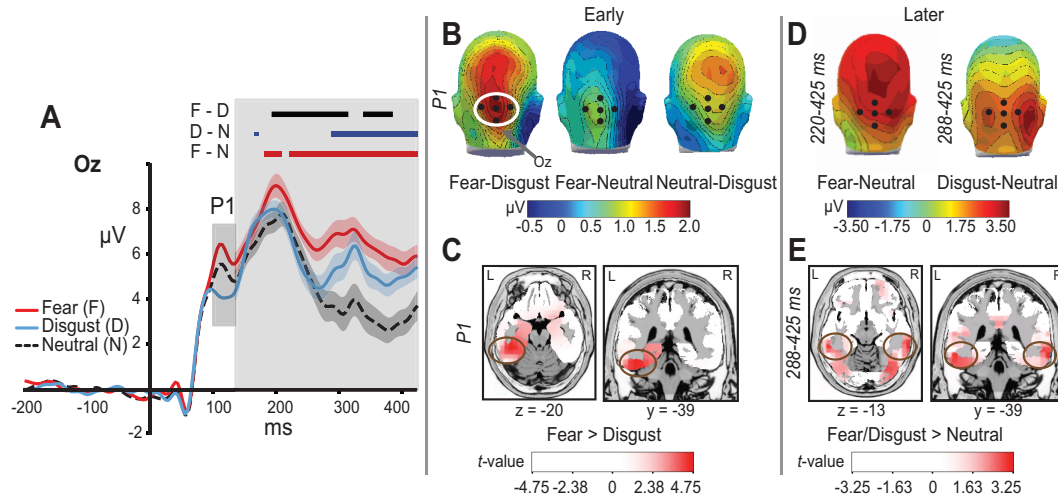 A
Oz
μV
F - D
D - N
F - N
P1
8
6
4
2
-2
-200
-100
100
200
300
400
ms
Fear (F)
Disgust (D)
Neutral (N)
Early
B
P1
Oz
Fear-Disgust
Fear-Neutral
Neutral-Disgust
μV
-0.5
0
0.5
1.0
1.5
2.0
C
P1
L
R
L
R
z = -20
y = -39
Fear > Disgust
t-value
-4.75
-2.38
0
2.38
4.75
Later
D
220-425 ms
288-425 ms
Fear-Neutral
Disgust-Neutral
μV
-3.50
-1.75
0
1.75
3.50
E
288-425 ms
L
R
L
R
z = -13
y = -39
Fear/Disgust > Neutral
t-value
-3.25
-1.63
0
1.63
3.25